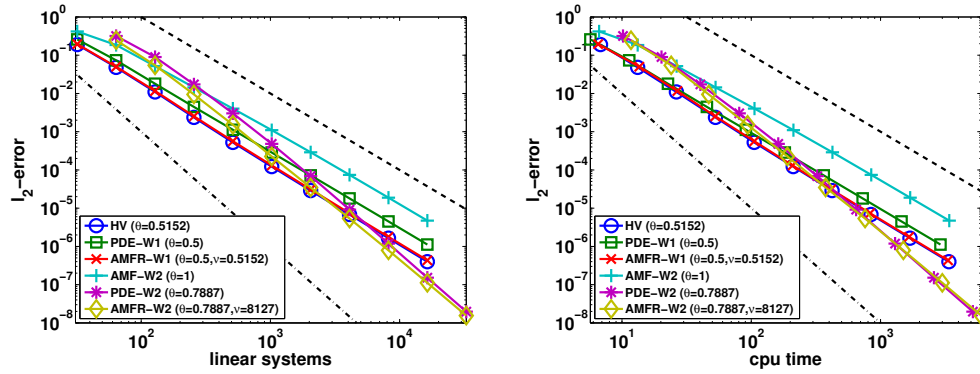 10^0
10^-1
10^-2
10^-3
10^-4
10^-5
10^-6
10^-7
10^-8
l_2-error
HV (θ=0.5152)
PDE-W1 (θ=0.5)
AMFR-W1 (θ=0.5,ν=0.5152)
AMF-W2 (θ=1)
PDE-W2 (θ=0.7887)
AMFR-W2 (θ=0.7887,ν=8127)
10^2
10^3
10^4
linear systems
10^0
10^-1
10^-2
10^-3
10^-4
10^-5
10^-6
10^-7
10^-8
l_2-error
HV (θ=0.5152)
PDE-W1 (θ=0.5)
AMFR-W1 (θ=0.5,ν=0.5152)
AMF-W2 (θ=1)
PDE-W2 (θ=0.7887)
AMFR-W2 (θ=0.7887,ν=8127)
10^1
10^2
10^3
cpu time